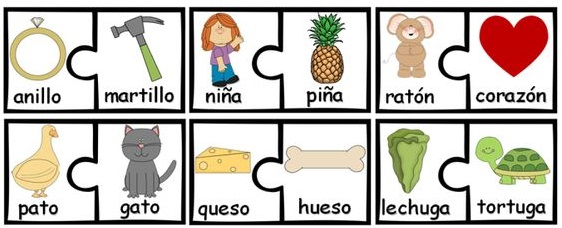 anillo martillo niña piña ratón corazón
pato gato queso hueso lechuga tortuga